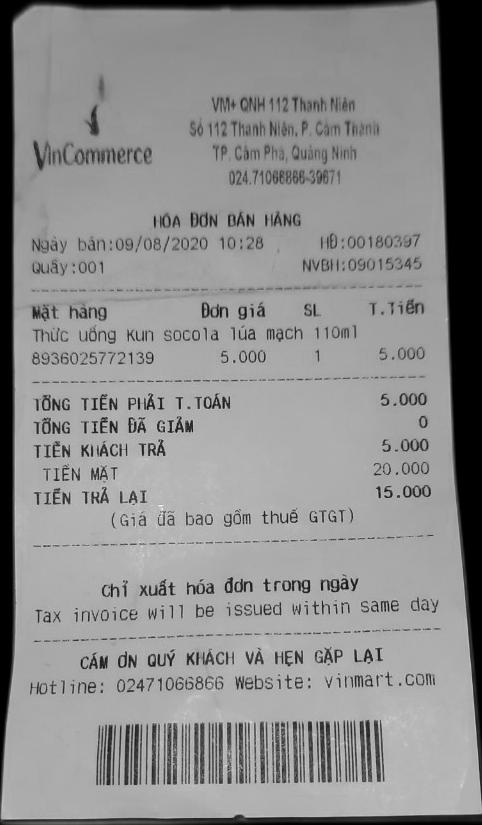 VinCommerce
VM+ QNH 112 Thanh Niên
Số 112 Thanh Niên, P. Cẩm Thành
TP. Cẩm Phả, Quảng Ninh
024.71066866-39671
HÓA ĐƠN BÁN HÀNG
Ngày bán:09/08/2020 10:28 HĐ:00180397
Quầy:001 NVBH:09015345
Mặt hàng Đơn giá SL T.Tiền
Thức uống Kun socola lúa mạch 110ml
8936025772139 5.000 1 5.000
TỔNG TIỀN PHẢI T.TOÁN 5.000
TỔNG TIỀN ĐÃ GIẢM 0
TIỀN KHÁCH TRẢ 5.000
TIỀN MẶT 20.000
TIỀN TRẢ LẠI 15.000
(Giá đã bao gồm thuế GTGT)
Chỉ xuất hóa đơn trong ngày
Tax invoice will be issued within same day
CẢM ƠN QUÝ KHÁCH VÀ HẸN GẶP LẠI
Hotline: 02471066866 Website: vinmart.com